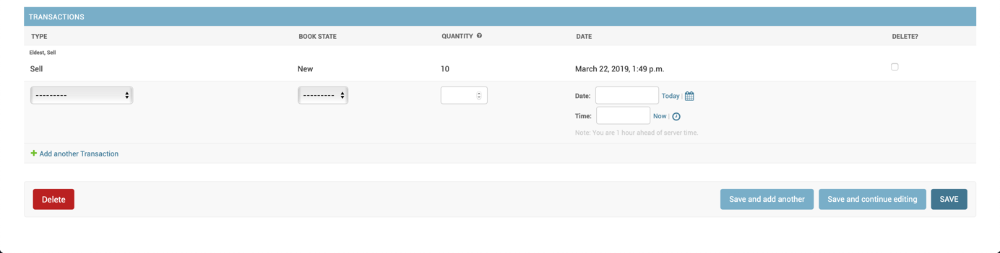 TRANSACTIONS
TYPE BOOK STATE QUANTITY ? DATE DELETE?
Eldest, Sell
Sell New 10 March 22, 2019, 1:49 p.m.
--------- --------- Date: Today |
Time: Now |
Note: You are 1 hour ahead of server time.
+ Add another Transaction
Delete Save and add another Save and continue editing SAVE